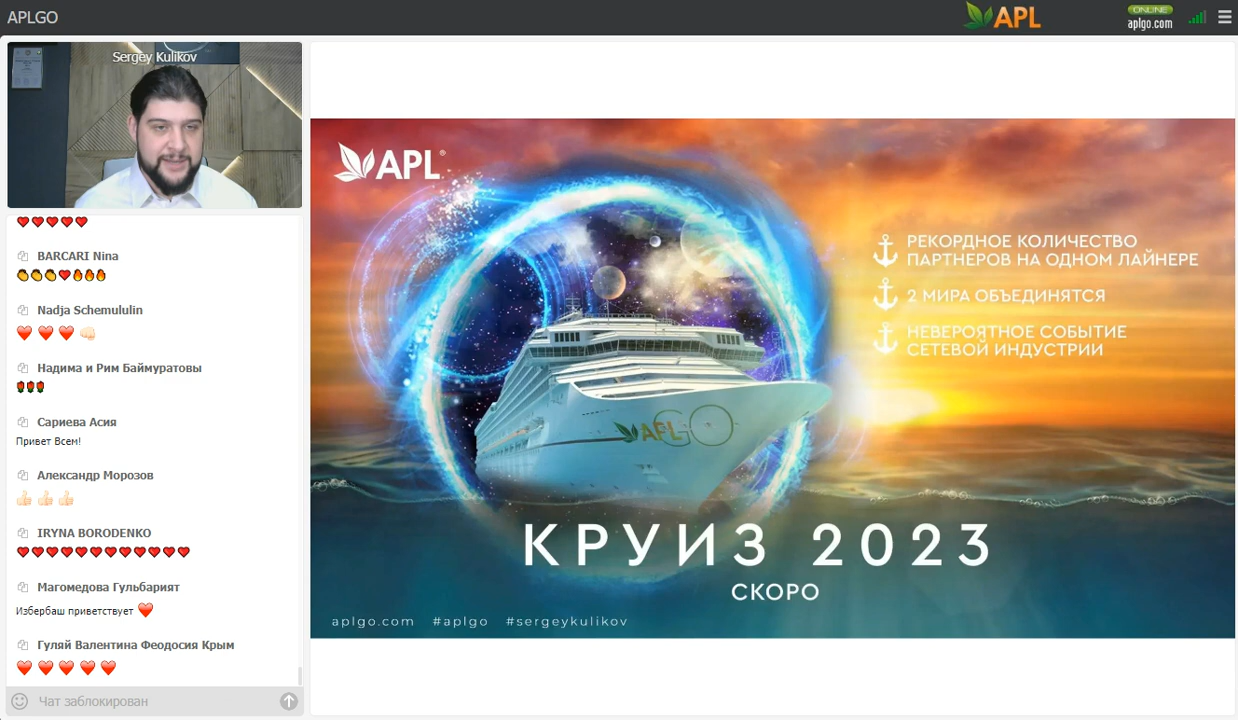 APLGO
APL
ONLINE
aplgo.com
Sergey Kulikov
BARCARI Nina
Nadja Schemululin
Надима и Рим Баймуратовы
Сариева Асия
Привет Всем!
Александр Морозов
IRYNA BORODENKO
Магомедова Гульбарият
Избербаш приветствует
Гуляй Валентина Феодосия Крым
Чат заблокирован
APL®
РЕКОРДНОЕ КОЛИЧЕСТВО
ПАРТНЕРОВ НА ОДНОМ ЛАЙНЕРЕ
2 МИРА ОБЪЕДИНЯТСЯ
НЕВЕРОЯТНОЕ СОБЫТИЕ
СЕТЕВОЙ ИНДУСТРИИ
APLGO
КРУИЗ 2023
СКОРО
aplgo.com #aplgo #sergeykulikov